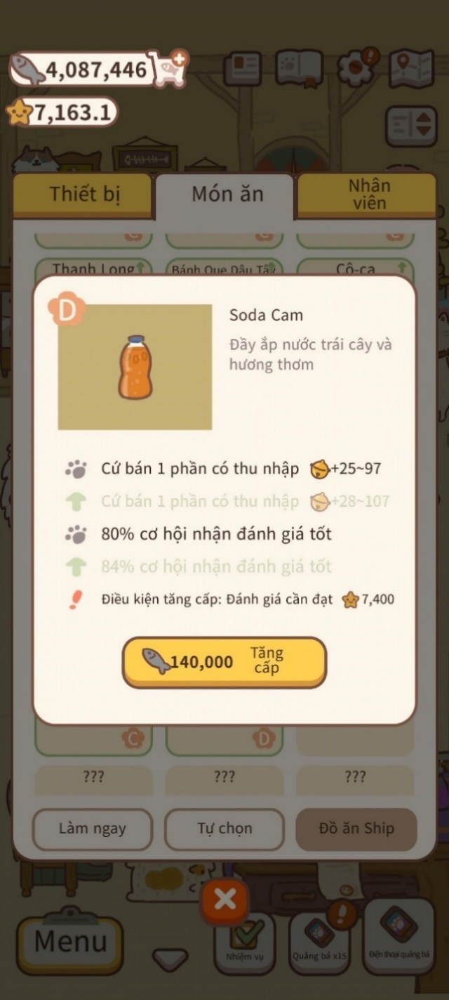 4,087,446
7,163.1
Thiết bị
Món ăn
Nhân
viên
Thanh Long
Bánh Que Dâu Tây
Cô-ca
D
Soda Cam
Đầy ắp nước trái cây và
hương thơm
Cứ bán 1 phần có thu nhập +25~97
Cứ bán 1 phần có thu nhập +28~107
80% cơ hội nhận đánh giá tốt
84% cơ hội nhận đánh giá tốt
Điều kiện tăng cấp: Đánh giá cần đạt 7,400
140,000
Tăng
cấp
C
D
???
???
???
Làm ngay
Tự chọn
Đồ ăn Ship
Menu
Nhiệm vụ
Quảng bá x15
Điện thoại quảng bá